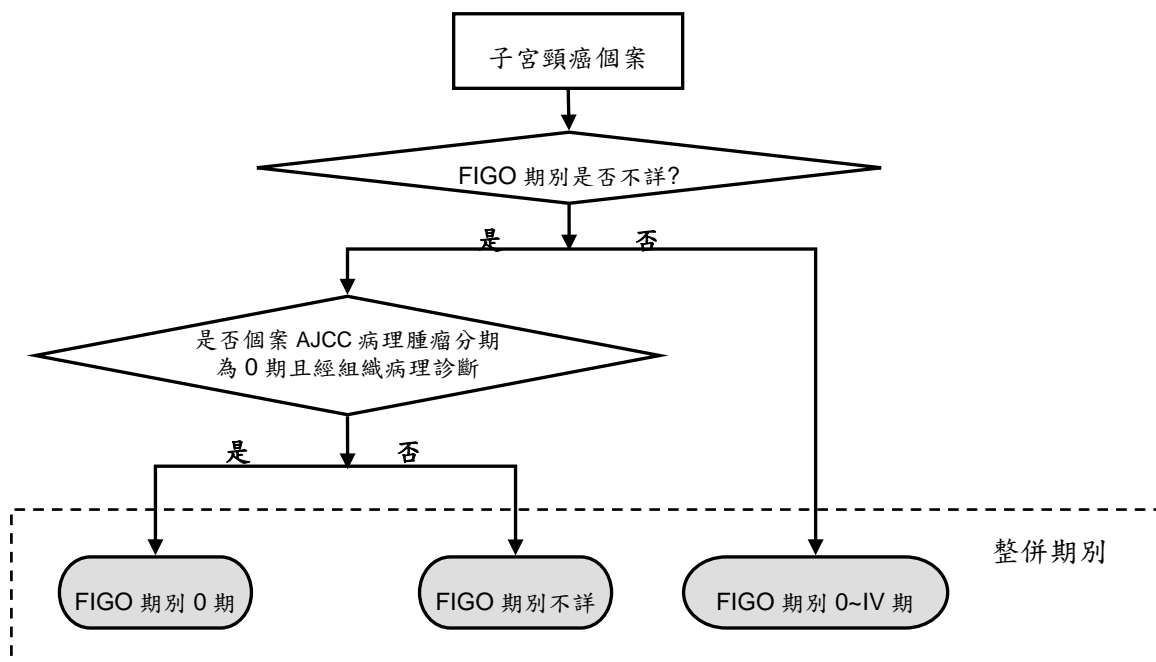 子宮頸癌個案
FIGO 期別是否不詳?
是
否
是否個案 AJCC 病理腫瘤分期
為 0 期且經組織病理診斷
是
否
整併期別
FIGO 期別 0 期
FIGO 期別不詳
FIGO 期別 0~IV 期